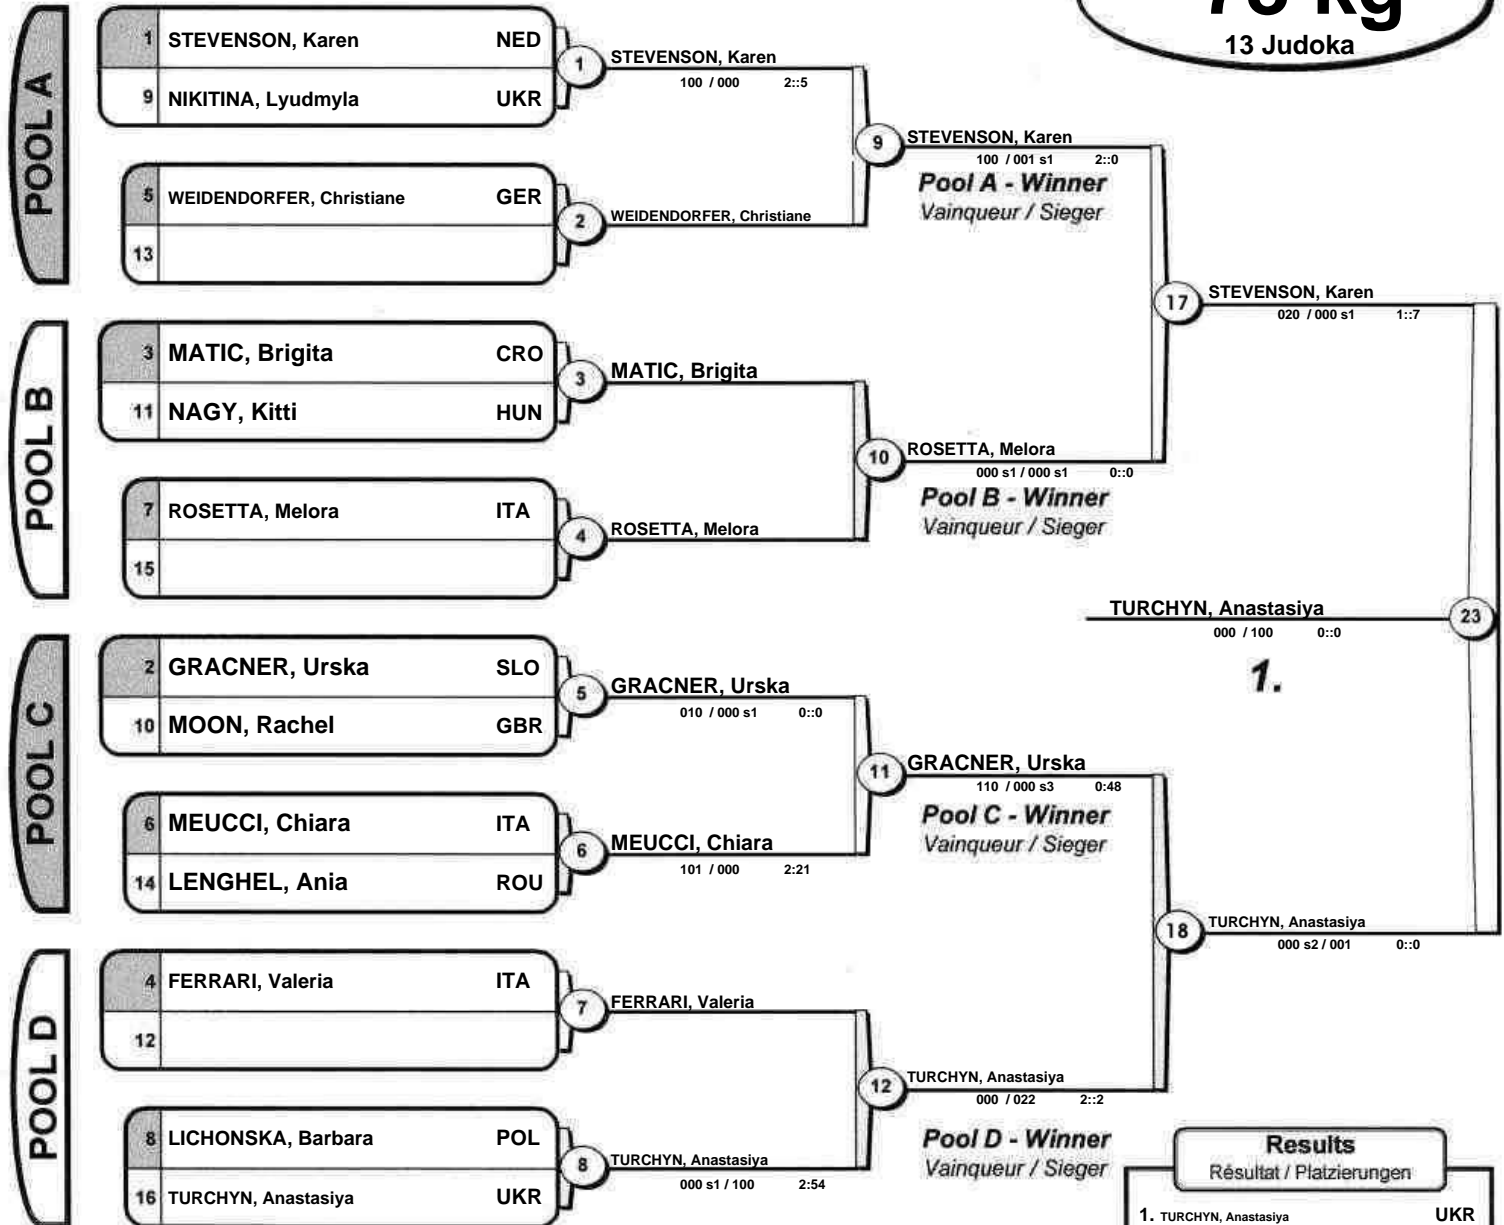 78 kg
13 Judoka
POOL A
1 STEVENSON, Karen NED
9 NIKITINA, Lyudmyla UKR
1
STEVENSON, Karen
100 / 000 2::5
5 WEIDENDORFER, Christiane GER
13
2
WEIDENDORFER, Christiane
9
STEVENSON, Karen
100 / 001 s1 2::0
Pool A - Winner
Vainqueur / Sieger
POOL B
3 MATIC, Brigita CRO
11 NAGY, Kitti HUN
3
MATIC, Brigita
7 ROSETTA, Melora ITA
15
4
ROSETTA, Melora
10
ROSETTA, Melora
000 s1 / 000 s1 0::0
Pool B - Winner
Vainqueur / Sieger
17
STEVENSON, Karen
020 / 000 s1 1::7
TURCHYN, Anastasiya
23
000 / 100 0::0
1.
POOL C
2 GRACNER, Urska SLO
10 MOON, Rachel GBR
5
GRACNER, Urska
010 / 000 s1 0::0
6 MEUCCI, Chiara ITA
14 LENGHEL, Ania ROU
6
MEUCCI, Chiara
101 / 000 2:21
11
GRACNER, Urska
110 / 000 s3 0:48
Pool C - Winner
Vainqueur / Sieger
18
TURCHYN, Anastasiya
000 s2 / 001 0::0
POOL D
4 FERRARI, Valeria ITA
12
7
FERRARI, Valeria
8 LICHONSKA, Barbara POL
16 TURCHYN, Anastasiya UKR
8
TURCHYN, Anastasiya
000 s1 / 100 2:54
12
TURCHYN, Anastasiya
000 / 022 2::2
Pool D - Winner
Vainqueur / Sieger
Results
Résultat / Platzierungen
1. TURCHYN, Anastasiya UKR